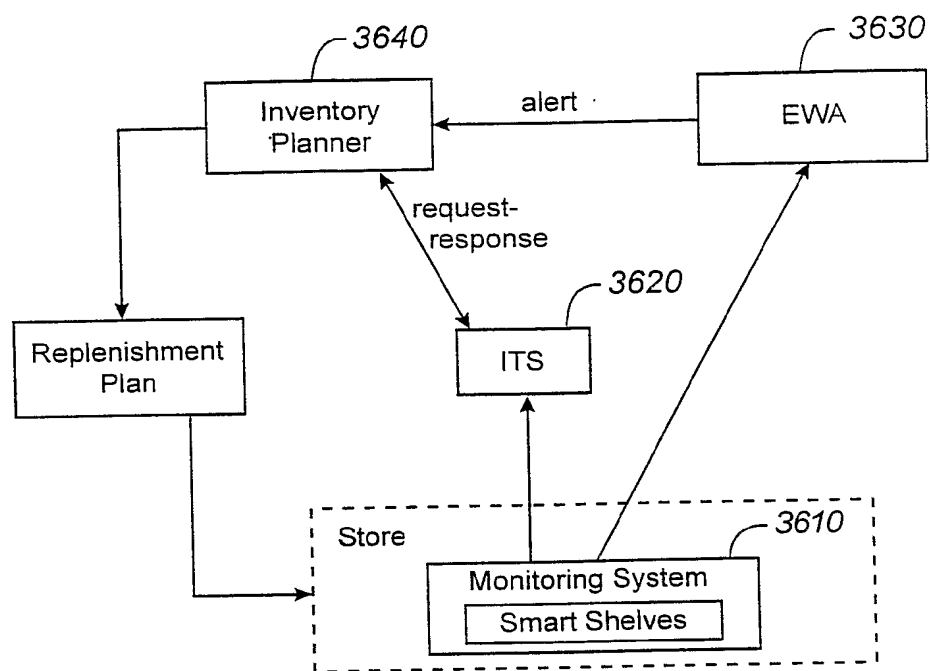 3640
3630
Inventory
Planner
alert
EWA
request-
response
3620
Replenishment
Plan
ITS
Store
3610
Monitoring System
Smart Shelves